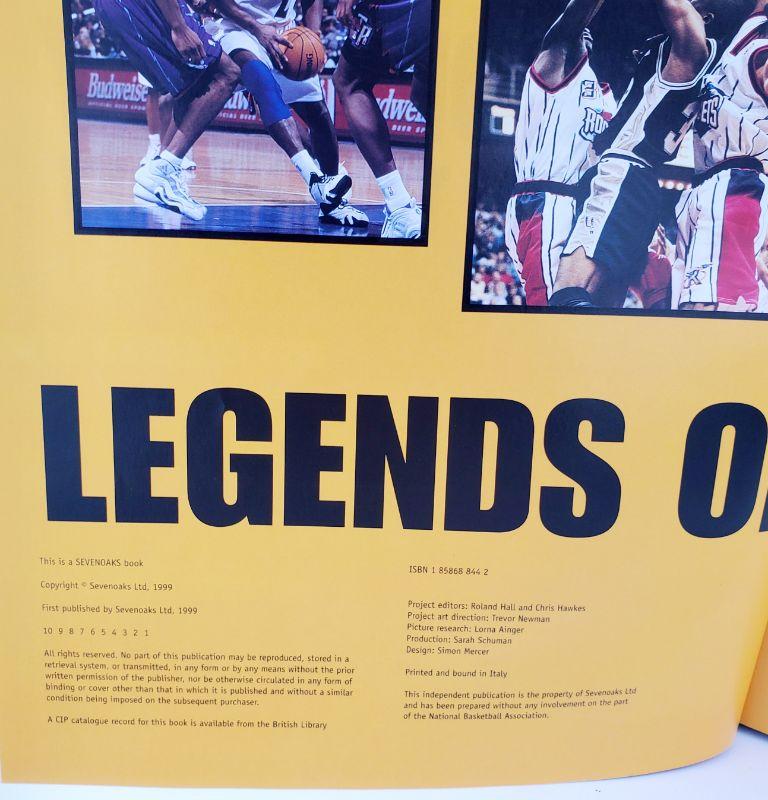 Budweiser
OFFICIAL BEER SPO
LEGENDS O
This is a SEVENOAKS book
Copyright © Sevenoaks Ltd, 1999
First published by Sevenoaks Ltd, 1999
10 9 8 7 6 5 4 3 2 1
All rights reserved. No part of this publication may be reproduced, stored in a
retrieval system, or transmitted, in any form or by any means without the prior
written permission of the publisher, nor be otherwise circulated in any form of
binding or cover other than that in which it is published and without a similar
condition being imposed on the subsequent purchaser.
A CIP catalogue record for this book is available from the British Library
ISBN 1 85868 844 2
Project editors: Roland Hall and Chris Hawkes
Project art direction: Trevor Newman
Picture research: Lorna Ainger
Production: Sarah Schuman
Design: Simon Mercer
Printed and bound in Italy
This independent publication is the property of Sevenoaks Ltd
and has been prepared without any involvement on the part
of the National Basketball Association.